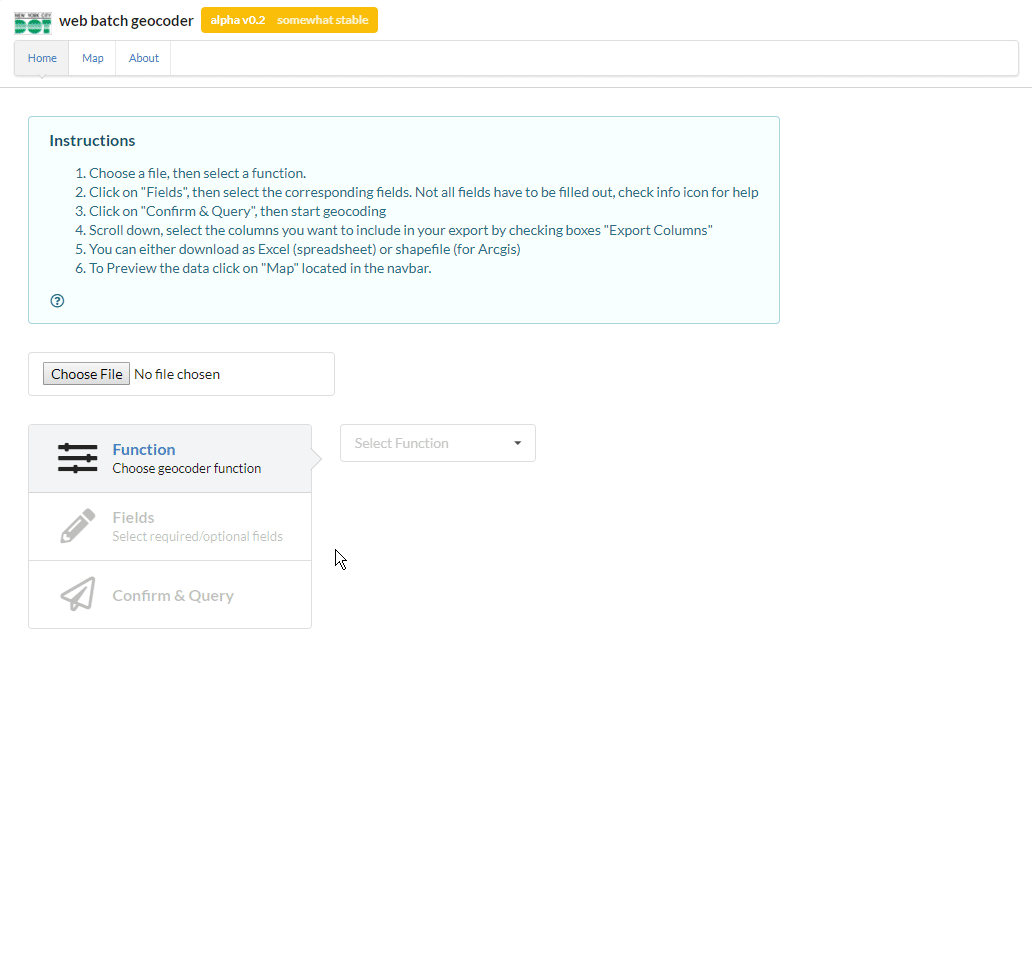 NEW YORK CITY
DOT
web batch geocoder
alpha v0.2 somewhat stable
Home Map About
Instructions
1. Choose a file, then select a function.
2. Click on "Fields", then select the corresponding fields. Not all fields have to be filled out, check info icon for help
3. Click on "Confirm & Query", then start geocoding
4. Scroll down, select the columns you want to include in your export by checking boxes "Export Columns"
5. You can either download as Excel (spreadsheet) or shapefile (for Arcgis)
6. To Preview the data click on "Map" located in the navbar.
?
Choose File No file chosen
Function
Choose geocoder function
Select Function
Fields
Select required/optional fields
Confirm & Query